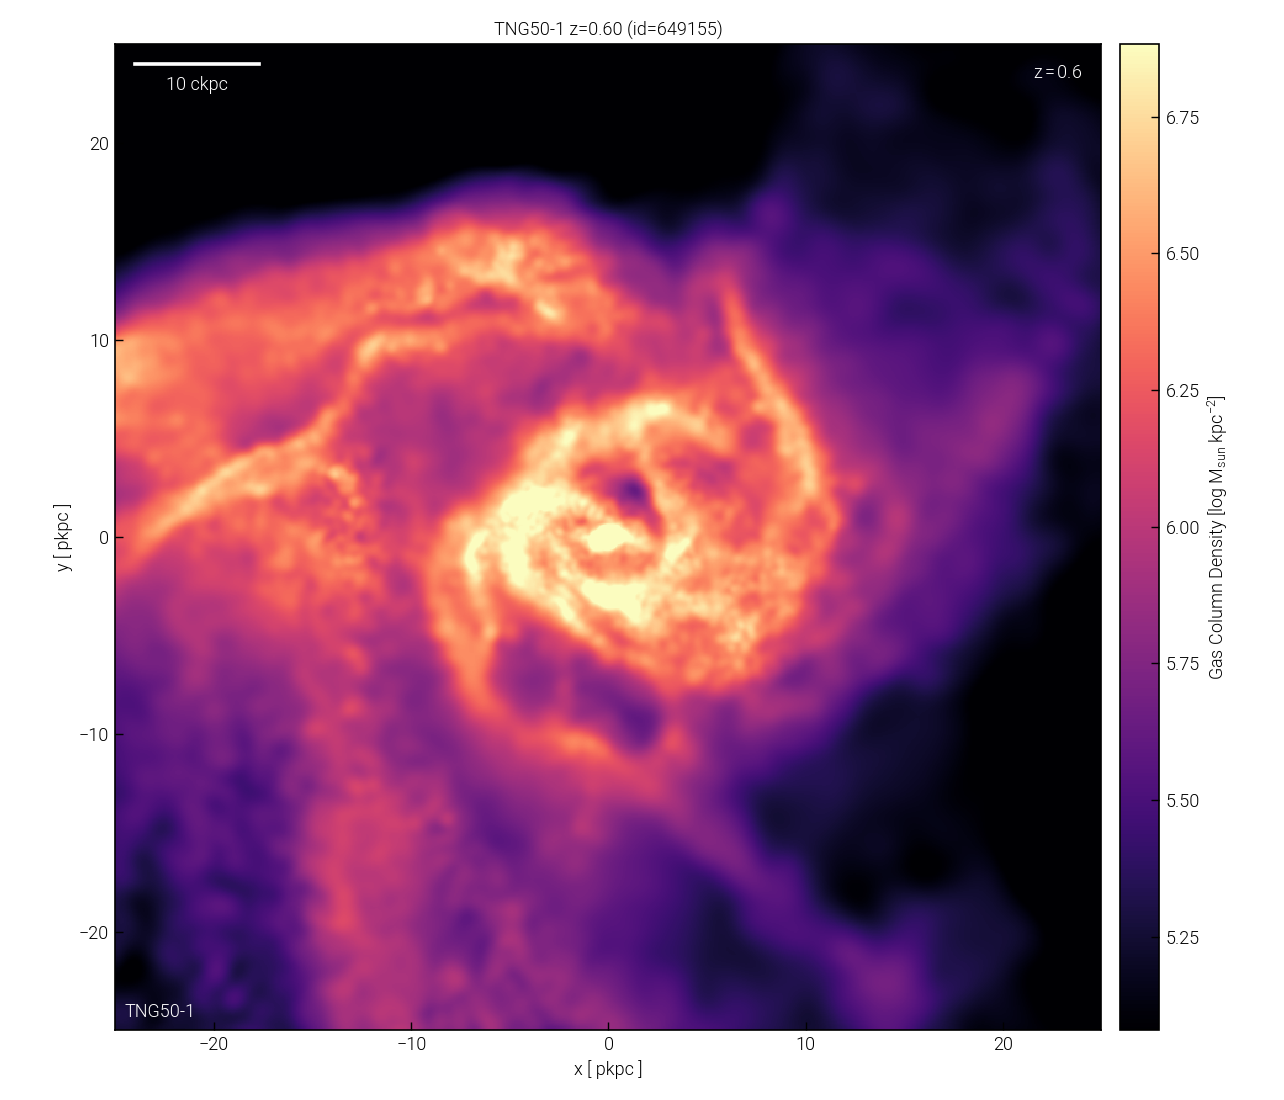 TNG50-1 z=0.60 (id=649155)
10 ckpc
z=0.6
TNG50-1
20
10
0
−10
−20
y [ pkpc ]
−20
−10
0
10
20
x [ pkpc ]
6.75
6.50
6.25
6.00
5.75
5.50
5.25
Gas Column Density [log M_sun kpc⁻²]